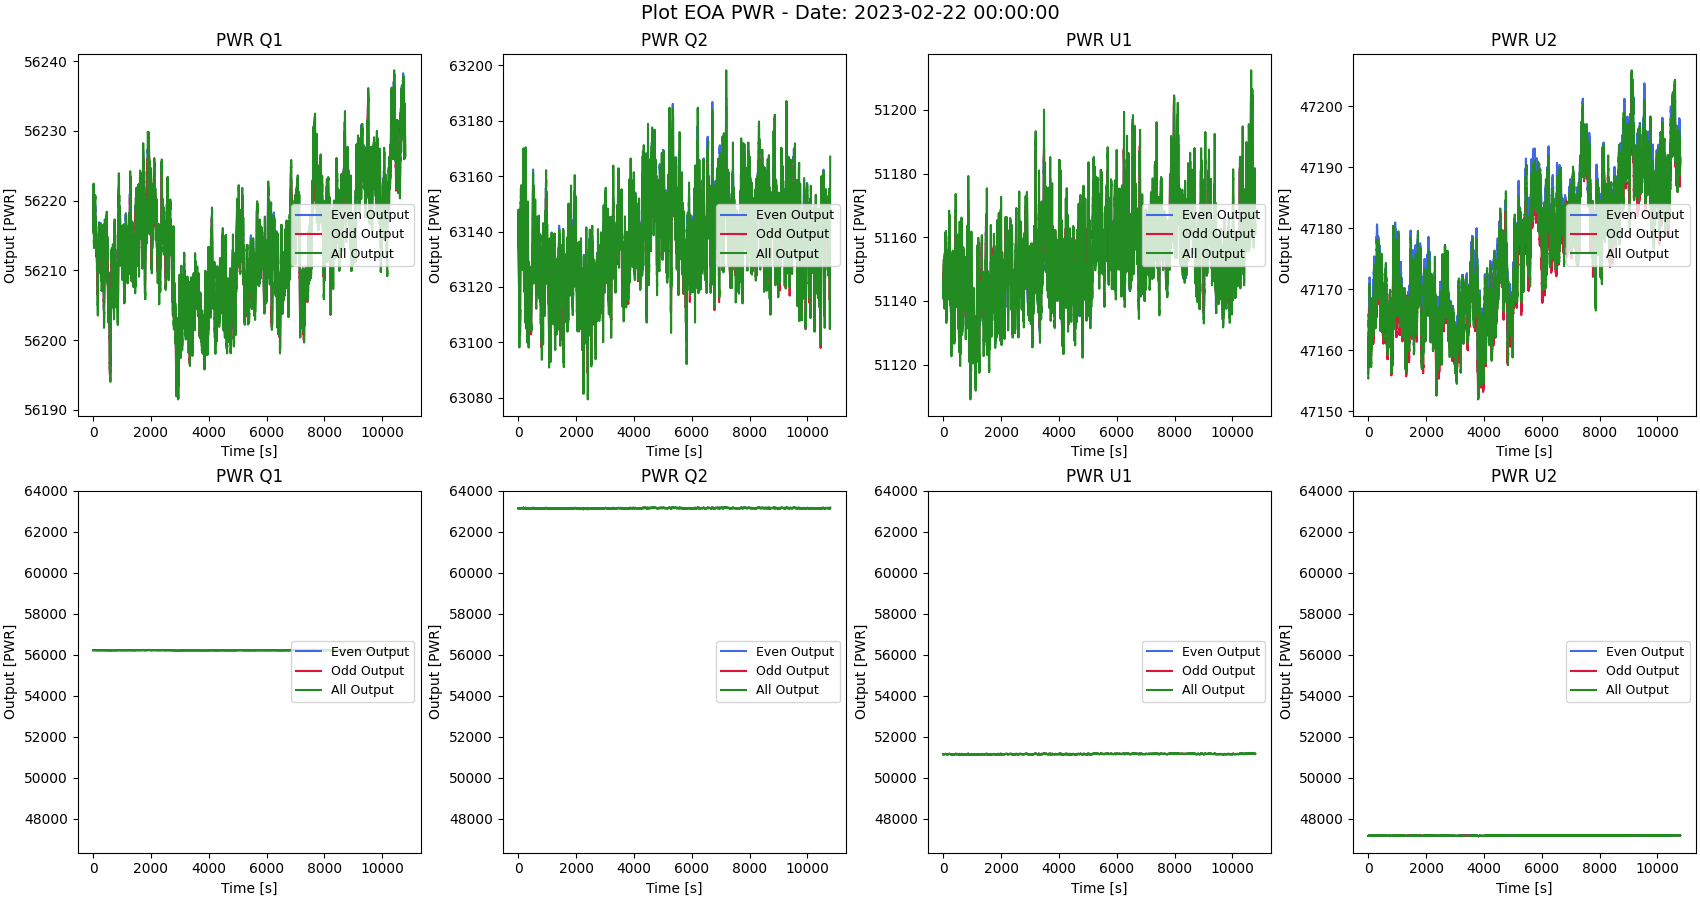 Plot EOA PWR - Date: 2023-02-22 00:00:00
PWR Q1
Output [PWR]
56240
56230
56220
56210
56200
56190
Even Output
Odd Output
All Output
0 2000 4000 6000 8000 10000
Time [s]
PWR Q2
Output [PWR]
63200
63180
63160
63140
63120
63100
63080
Even Output
Odd Output
All Output
0 2000 4000 6000 8000 10000
Time [s]
PWR U1
Output [PWR]
51200
51180
51160
51140
51120
Even Output
Odd Output
All Output
0 2000 4000 6000 8000 10000
Time [s]
PWR U2
Output [PWR]
47200
47190
47180
47170
47160
47150
Even Output
Odd Output
All Output
0 2000 4000 6000 8000 10000
Time [s]
PWR Q1
Output [PWR]
64000
62000
60000
58000
56000
54000
52000
50000
48000
Even Output
Odd Output
All Output
0 2000 4000 6000 8000 10000
Time [s]
PWR Q2
Output [PWR]
64000
62000
60000
58000
56000
54000
52000
50000
48000
Even Output
Odd Output
All Output
0 2000 4000 6000 8000 10000
Time [s]
PWR U1
Output [PWR]
64000
62000
60000
58000
56000
54000
52000
50000
48000
Even Output
Odd Output
All Output
0 2000 4000 6000 8000 10000
Time [s]
PWR U2
Output [PWR]
64000
62000
60000
58000
56000
54000
52000
50000
48000
Even Output
Odd Output
All Output
0 2000 4000 6000 8000 10000
Time [s]